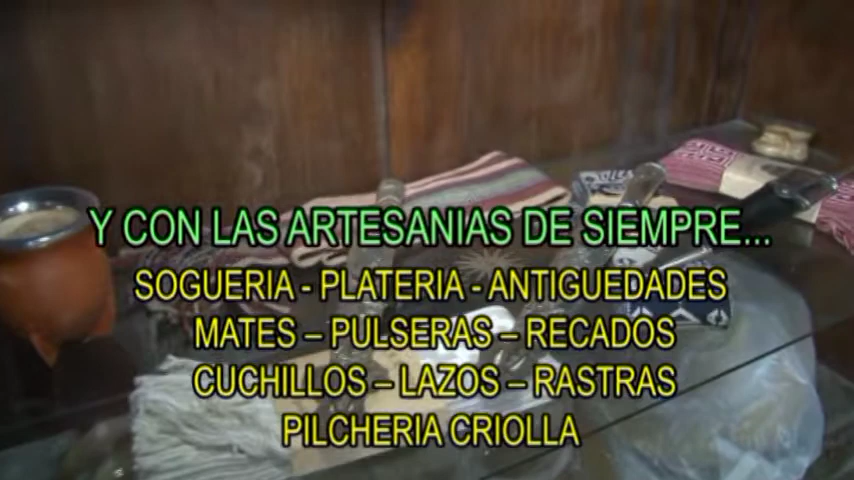 Y CON LAS ARTESANIAS DE SIEMPRE...
SOGUERIA - PLATERIA - ANTIGUEDADES
MATES – PULSERAS – RECADOS
CUCHILLOS – LAZOS – RASTRAS
PILCHERIA CRIOLLA